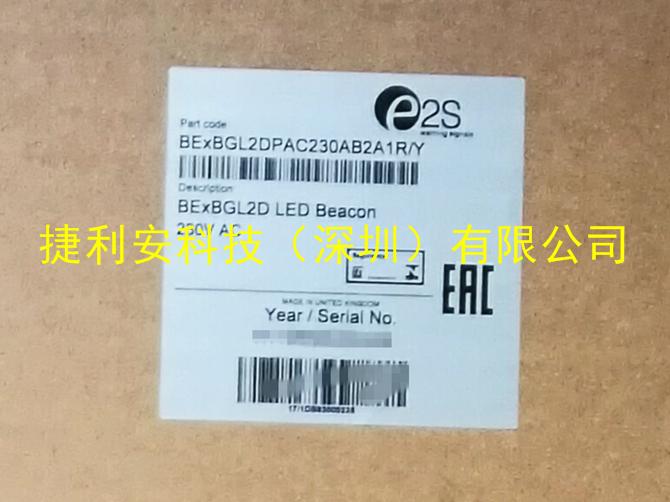 e2S
warning signals
Part code
BExBGL2DPAC230AB2A1R/Y
Description
BExBGL2D LED Beacon
230V AC
捷利安科技（深圳）有限公司
EAC
MADE IN UNITED KINGDOM
Year / Serial No.